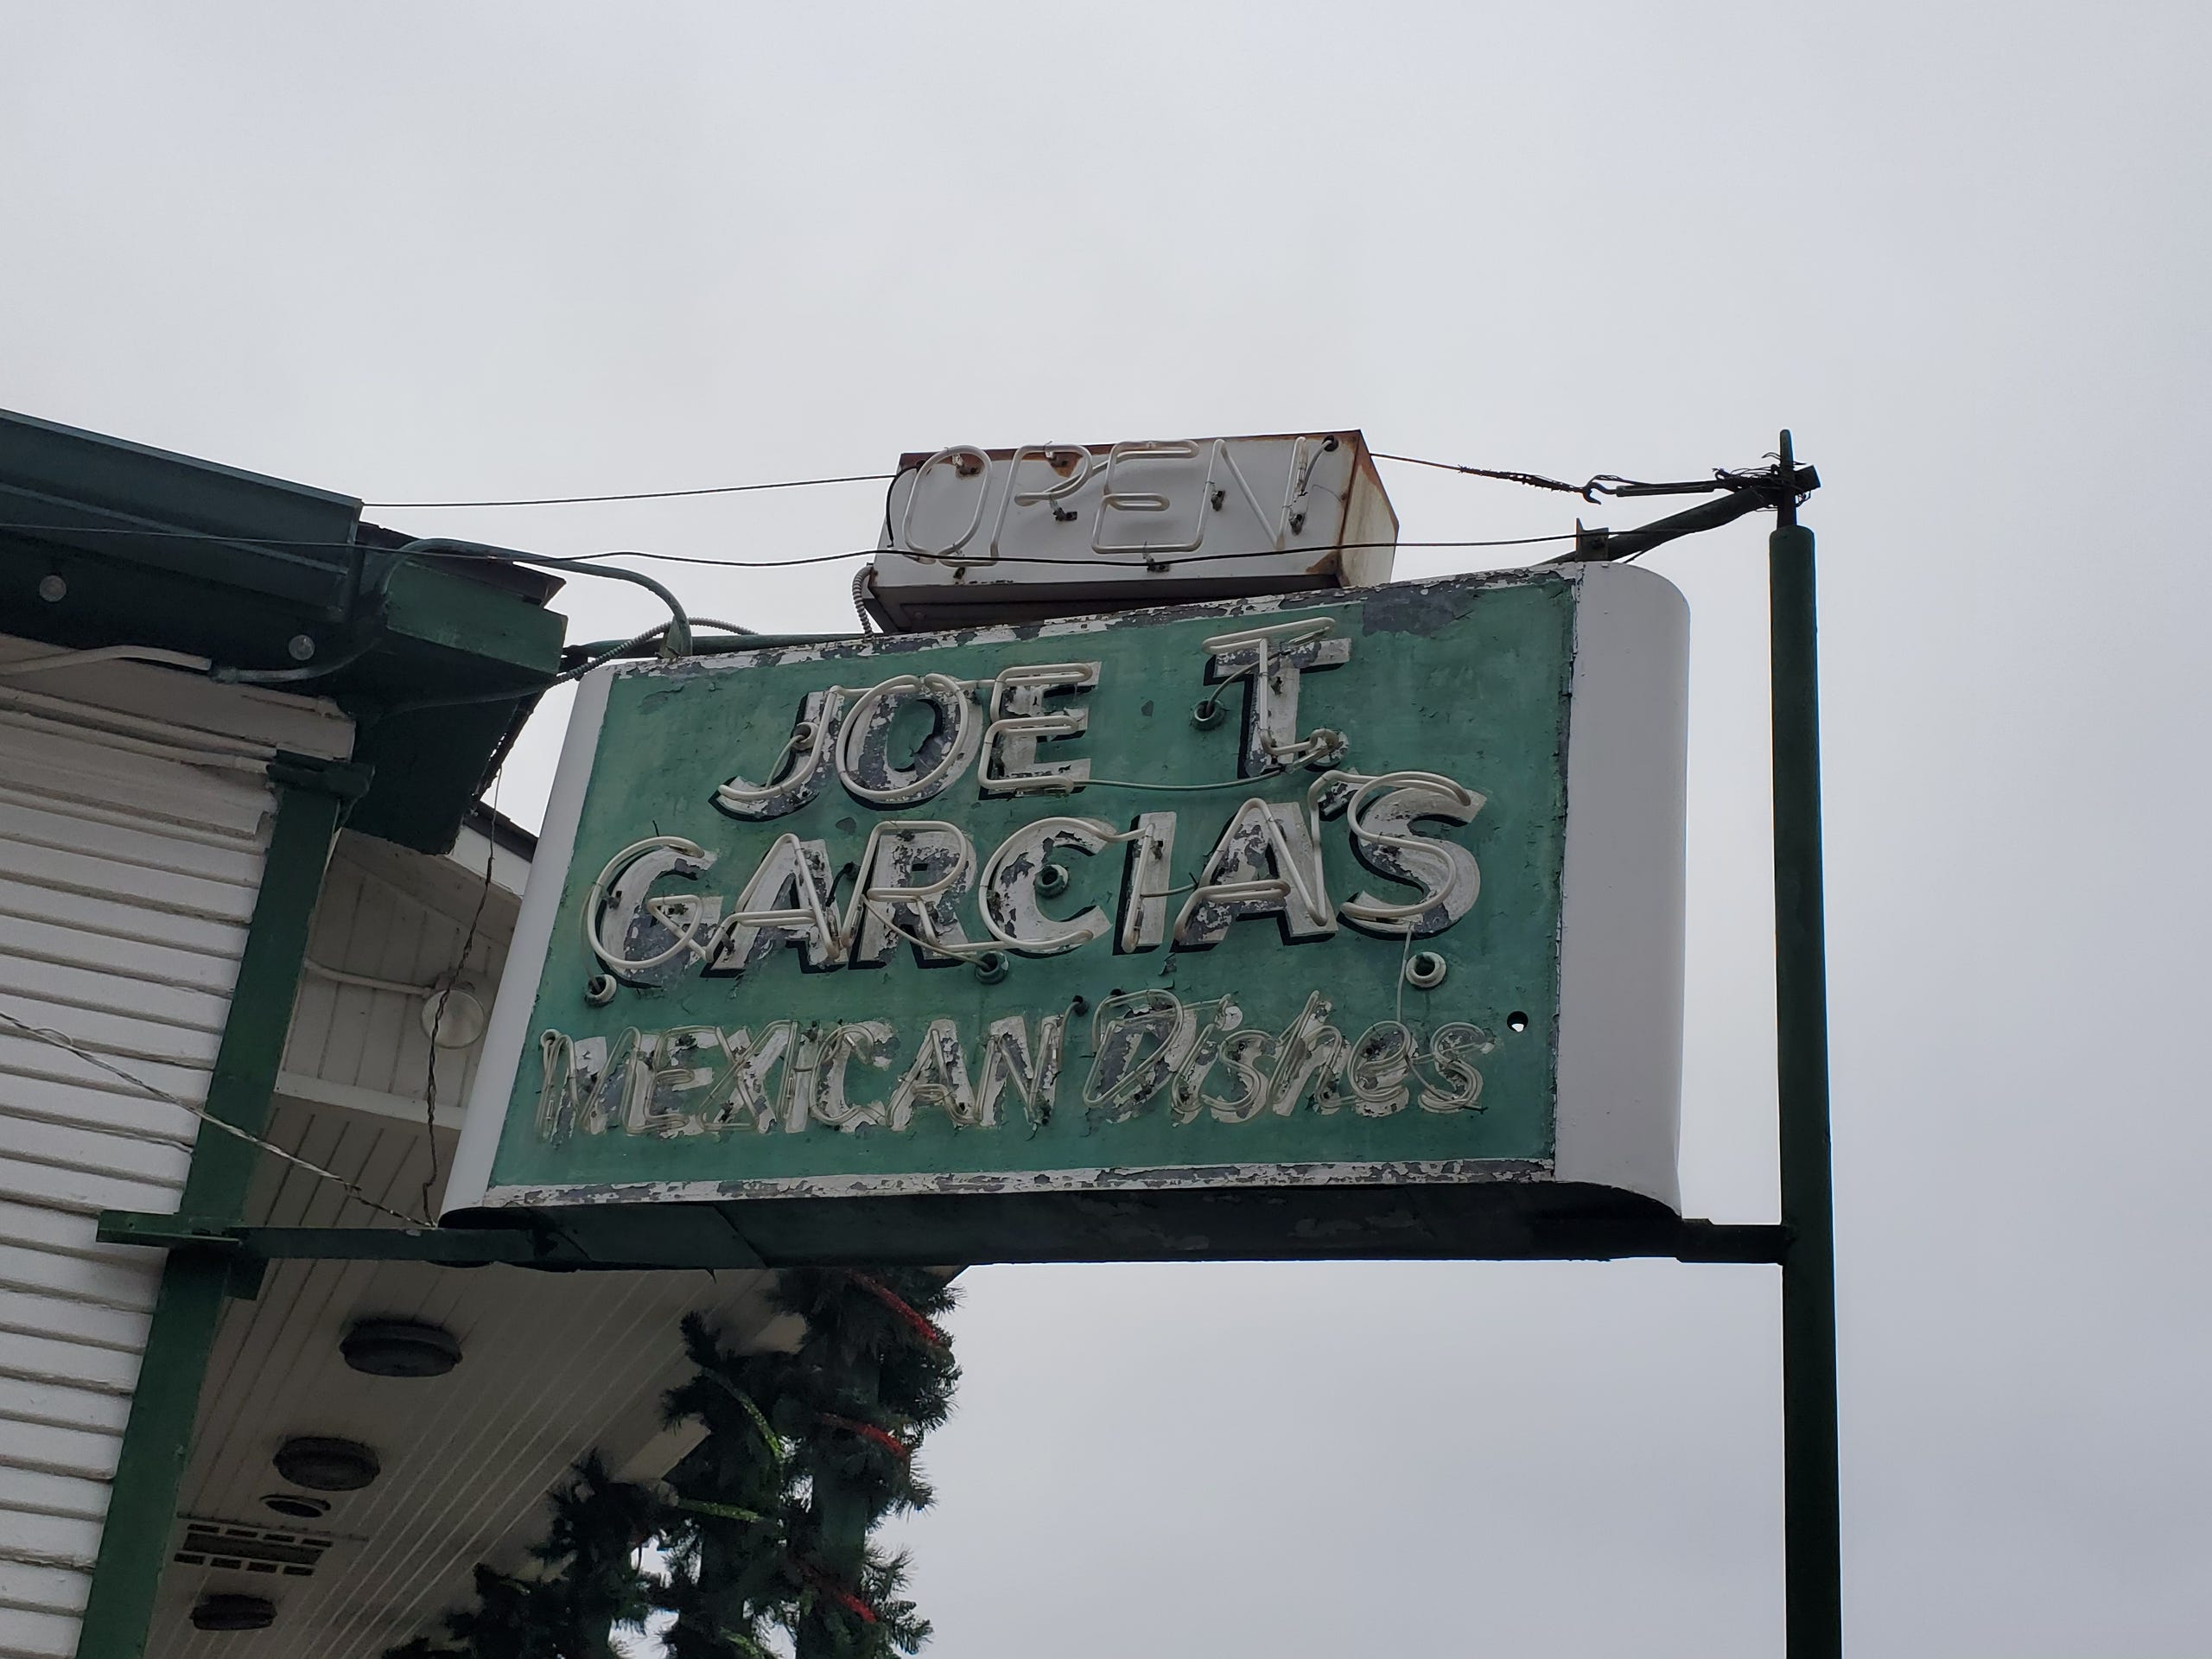 OPEN
JOE T.
GARCIA'S
MEXICAN Dishes